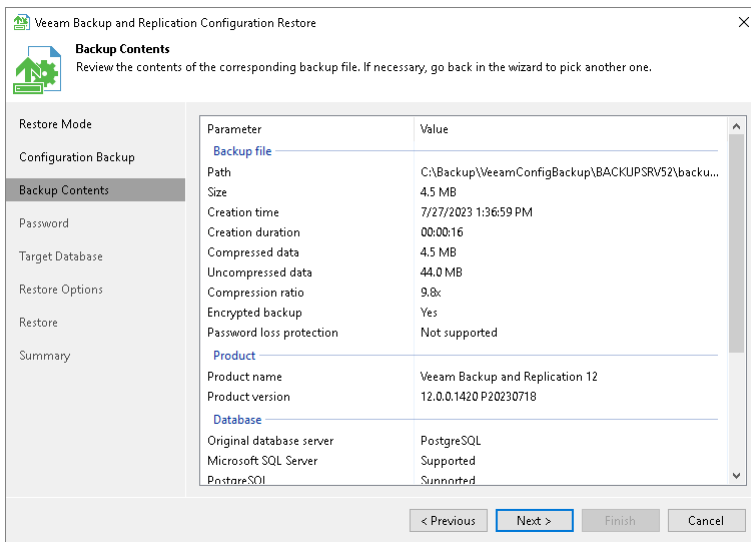 Veeam Backup and Replication Configuration Restore
Backup Contents
Review the contents of the corresponding backup file. If necessary, go back in the wizard to pick another one.
Restore Mode
Configuration Backup
Backup Contents
Password
Target Database
Restore Options
Restore
Summary
Parameter Value
Backup file
Path C:\Backup\VeeamConfigBackup\BACKUPSRV52\backu...
Size 4.5 MB
Creation time 7/27/2023 1:36:59 PM
Creation duration 00:00:16
Compressed data 4.5 MB
Uncompressed data 44.0 MB
Compression ratio 9.8x
Encrypted backup Yes
Password loss protection Not supported
Product
Product name Veeam Backup and Replication 12
Product version 12.0.0.1420 P20230718
Database
Original database server PostgreSQL
Microsoft SQL Server Supported
PostgreSQL Supported
< Previous Next > Finish Cancel